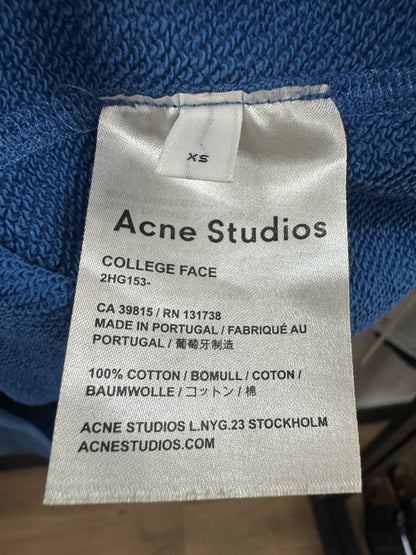 XS
Acne Studios
COLLEGE FACE
2HG153-
CA 39815 / RN 131738
MADE IN PORTUGAL / FABRIQUÉ AU
PORTUGAL / 葡萄牙制造
100% COTTON / BOMULL / COTON /
BAUMWOLLE / コットン / 棉
ACNE STUDIOS L.NYG.23 STOCKHOLM
ACNESTUDIOS.COM